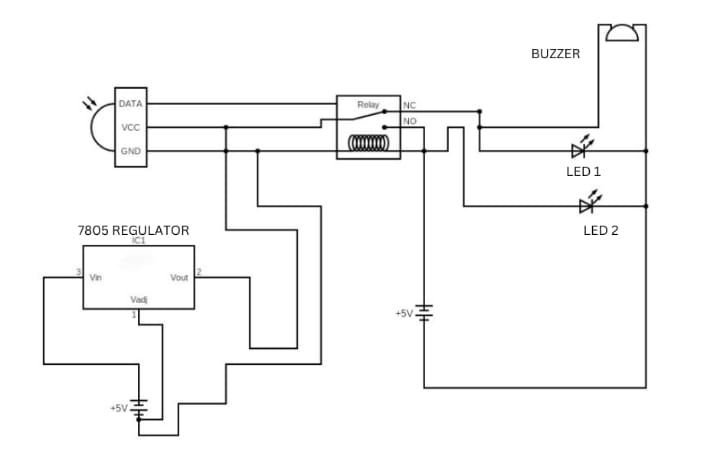 BUZZER
DATA
Relay
NC
VCC
NO
GND
LED 1
7805 REGULATOR
IC1
LED 2
3
Vin
Vout
2
Vadj
1
+5V
+5V